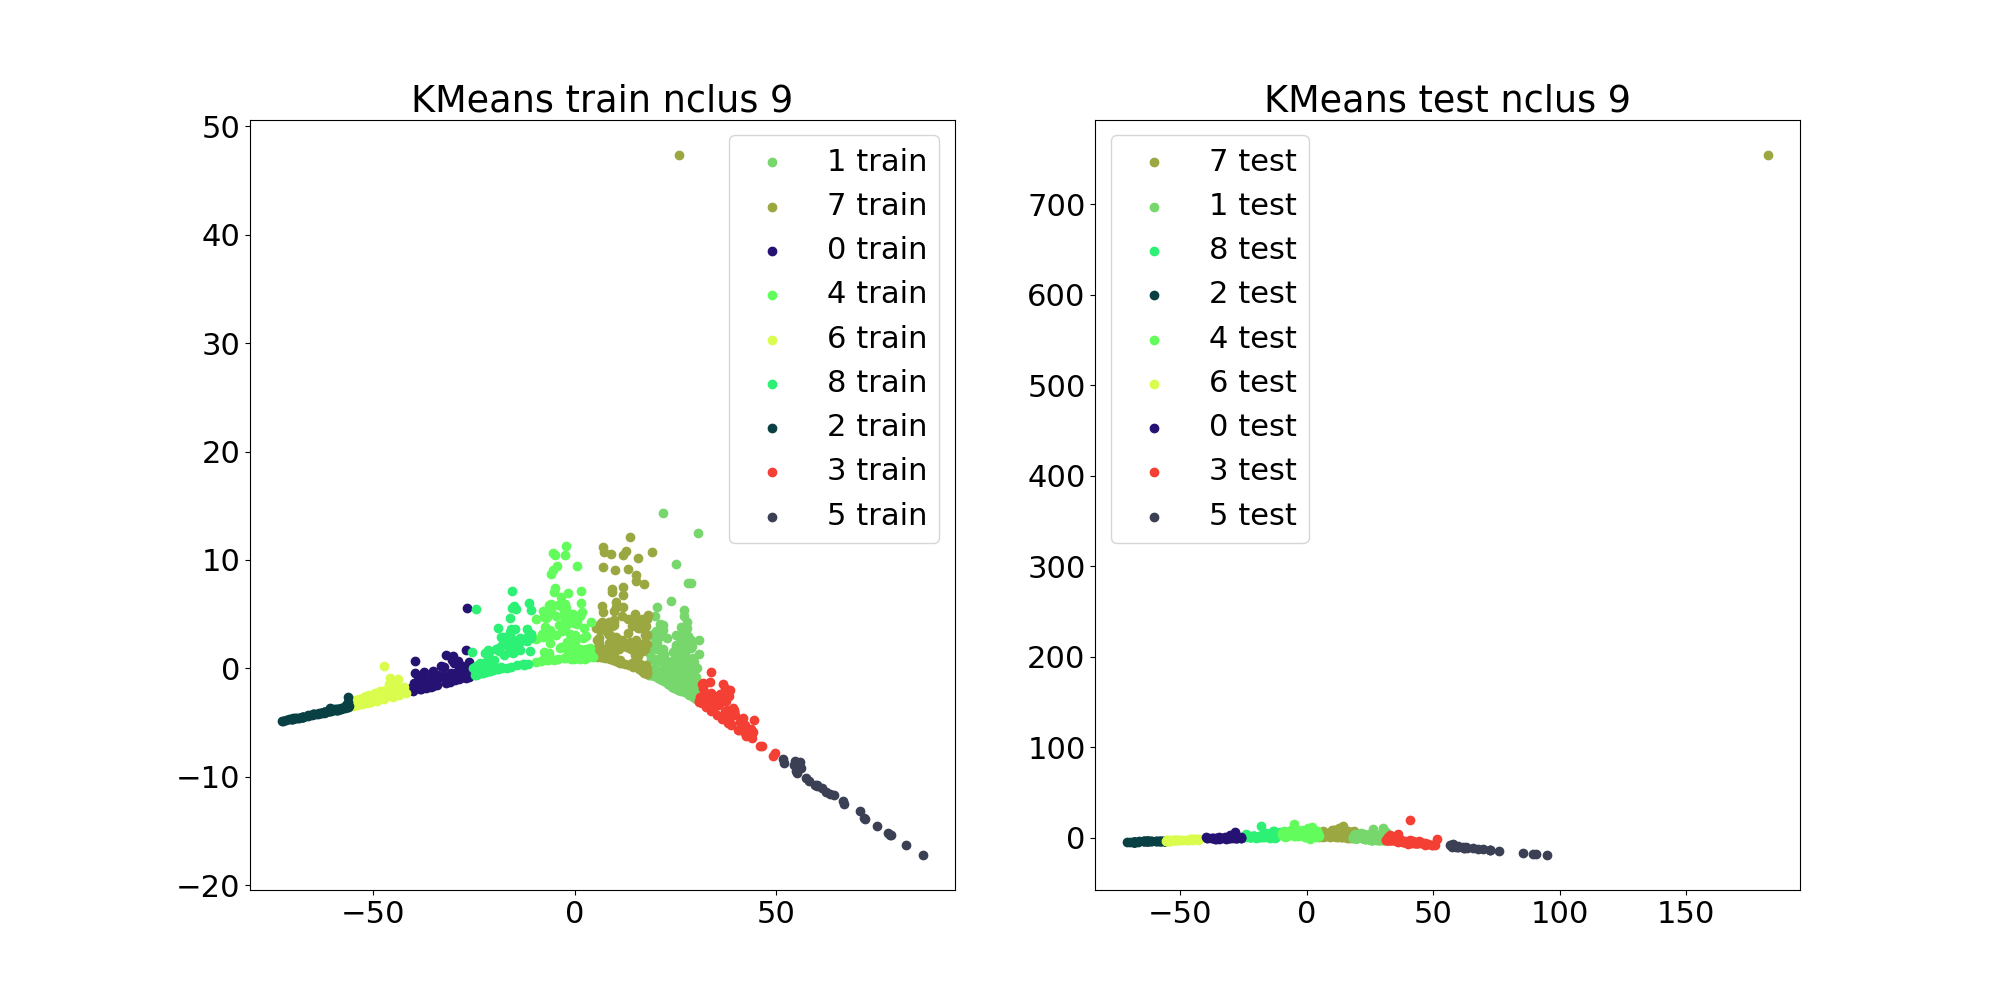 KMeans train nclus 9
50
40
30
20
10
0
−10
−20
−50
0
50
1 train
7 train
0 train
4 train
6 train
8 train
2 train
3 train
5 train
KMeans test nclus 9
700
600
500
400
300
200
100
0
−50
0
50
100
150
7 test
1 test
8 test
2 test
4 test
6 test
0 test
3 test
5 test